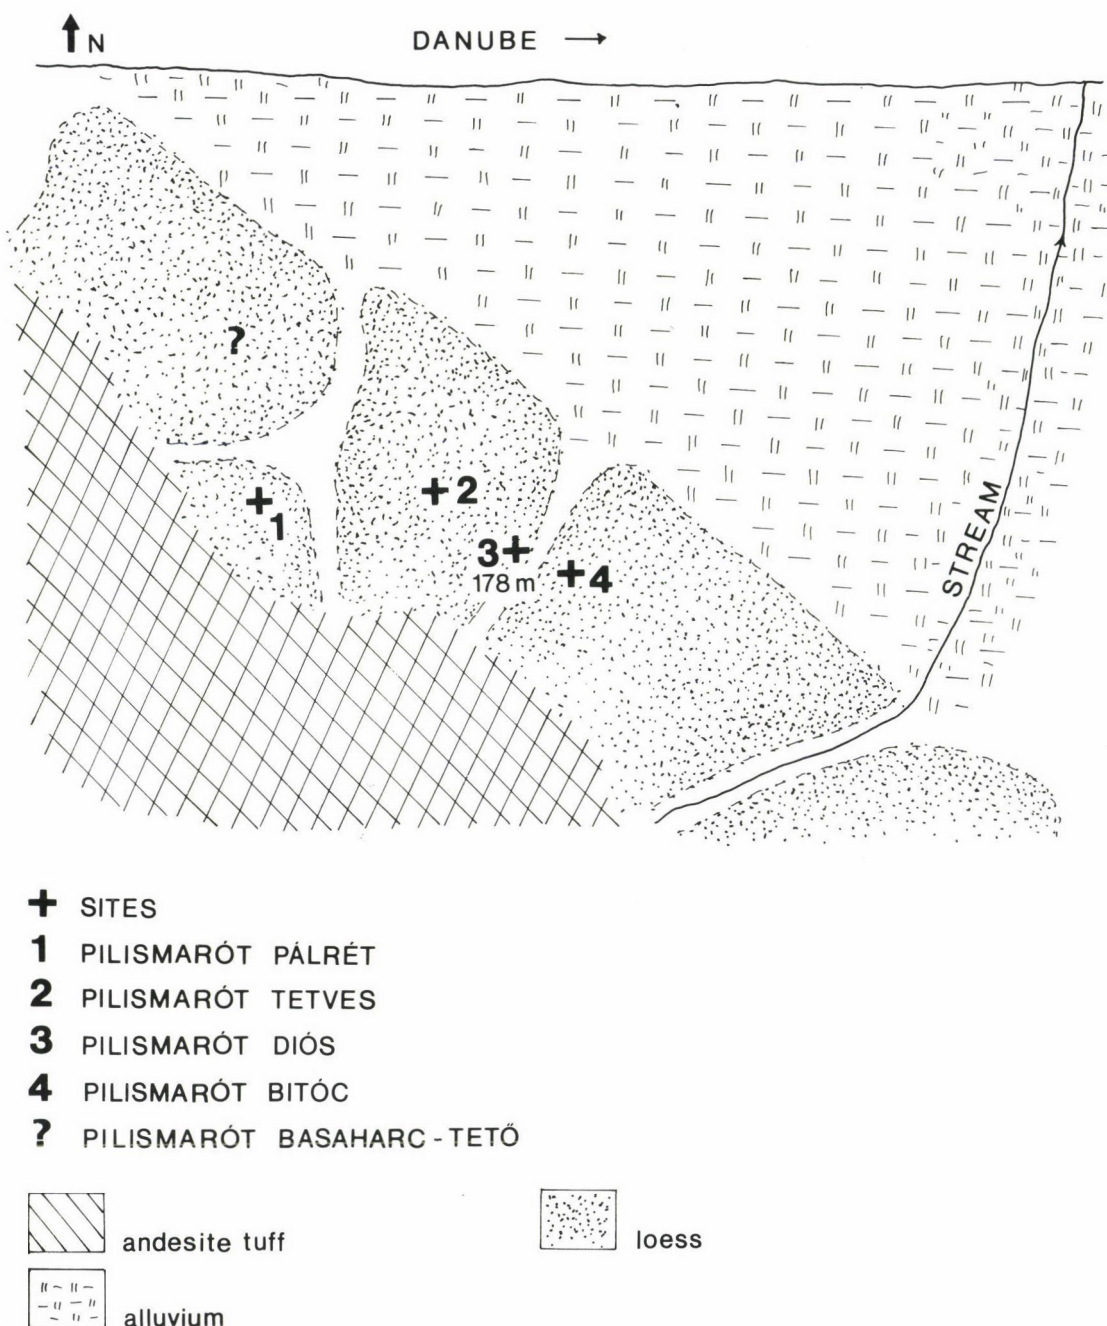 N
DANUBE →
?
+ 2
+ 1
3 +
178 m
+ 4
STREAM
+ SITES
1 PILISMARÓT PÁLRÉT
2 PILISMARÓT TETVES
3 PILISMARÓT DIÓS
4 PILISMARÓT BITÓC
? PILISMARÓT BASAHARC-TETŐ
andesite tuff
loess
alluvium